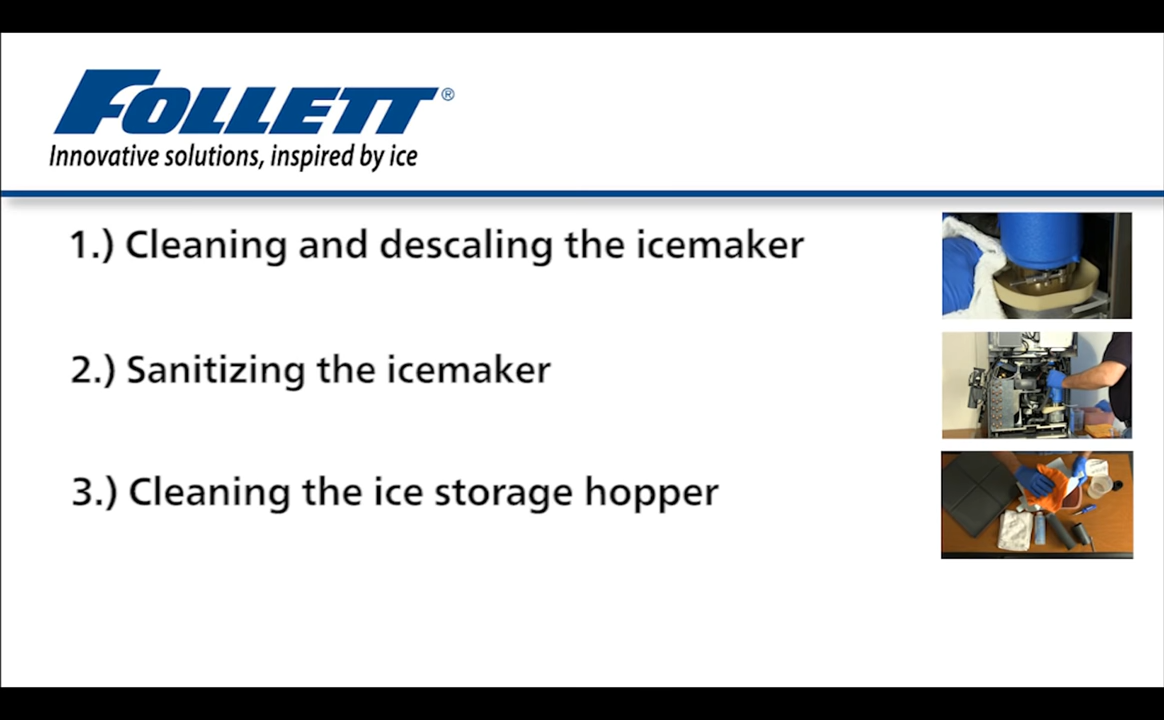 FOLLETT®
Innovative solutions, inspired by ice
1.) Cleaning and descaling the icemaker
2.) Sanitizing the icemaker
3.) Cleaning the ice storage hopper